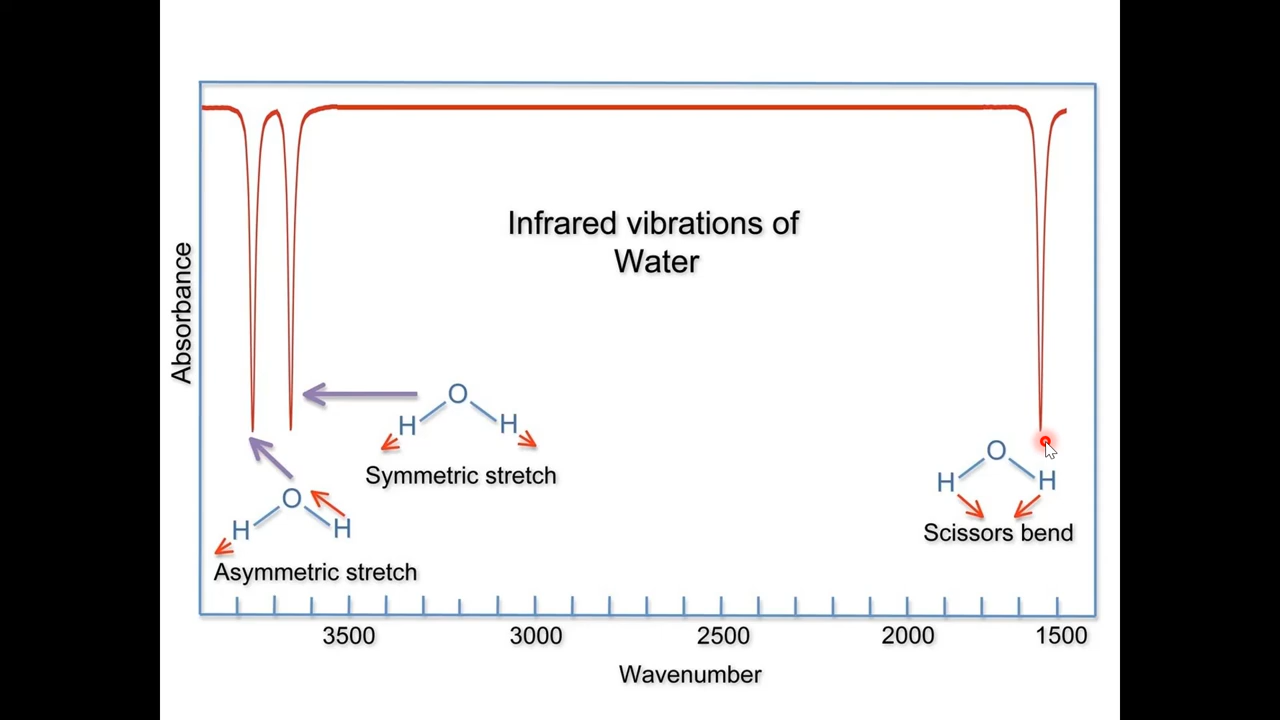 Infrared vibrations of
Water
Absorbance
O
H H
Symmetric stretch
O
H H
Asymmetric stretch
O
H H
Scissors bend
3500 3000 2500 2000 1500
Wavenumber